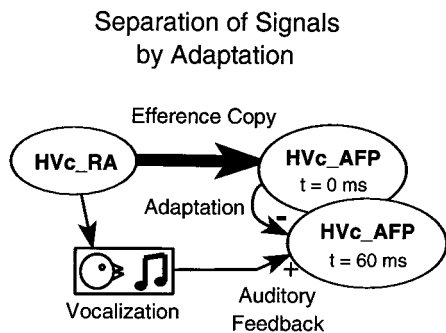 Separation of Signals
by Adaptation
Efference Copy
HVc_RA
HVc_AFP
t = 0 ms
Adaptation
-
HVc_AFP
t = 60 ms
+
Vocalization
Auditory
Feedback